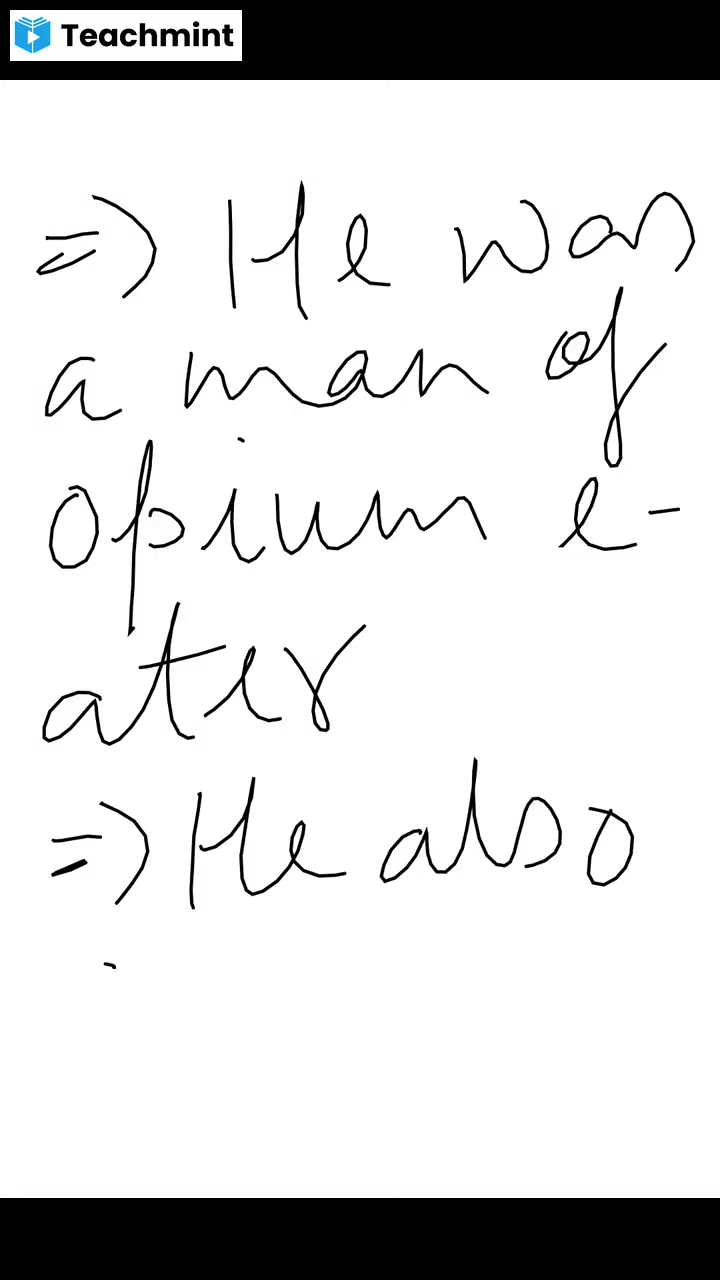 Teachmint
=) He was
a man of
opium e-
ater
=) He also